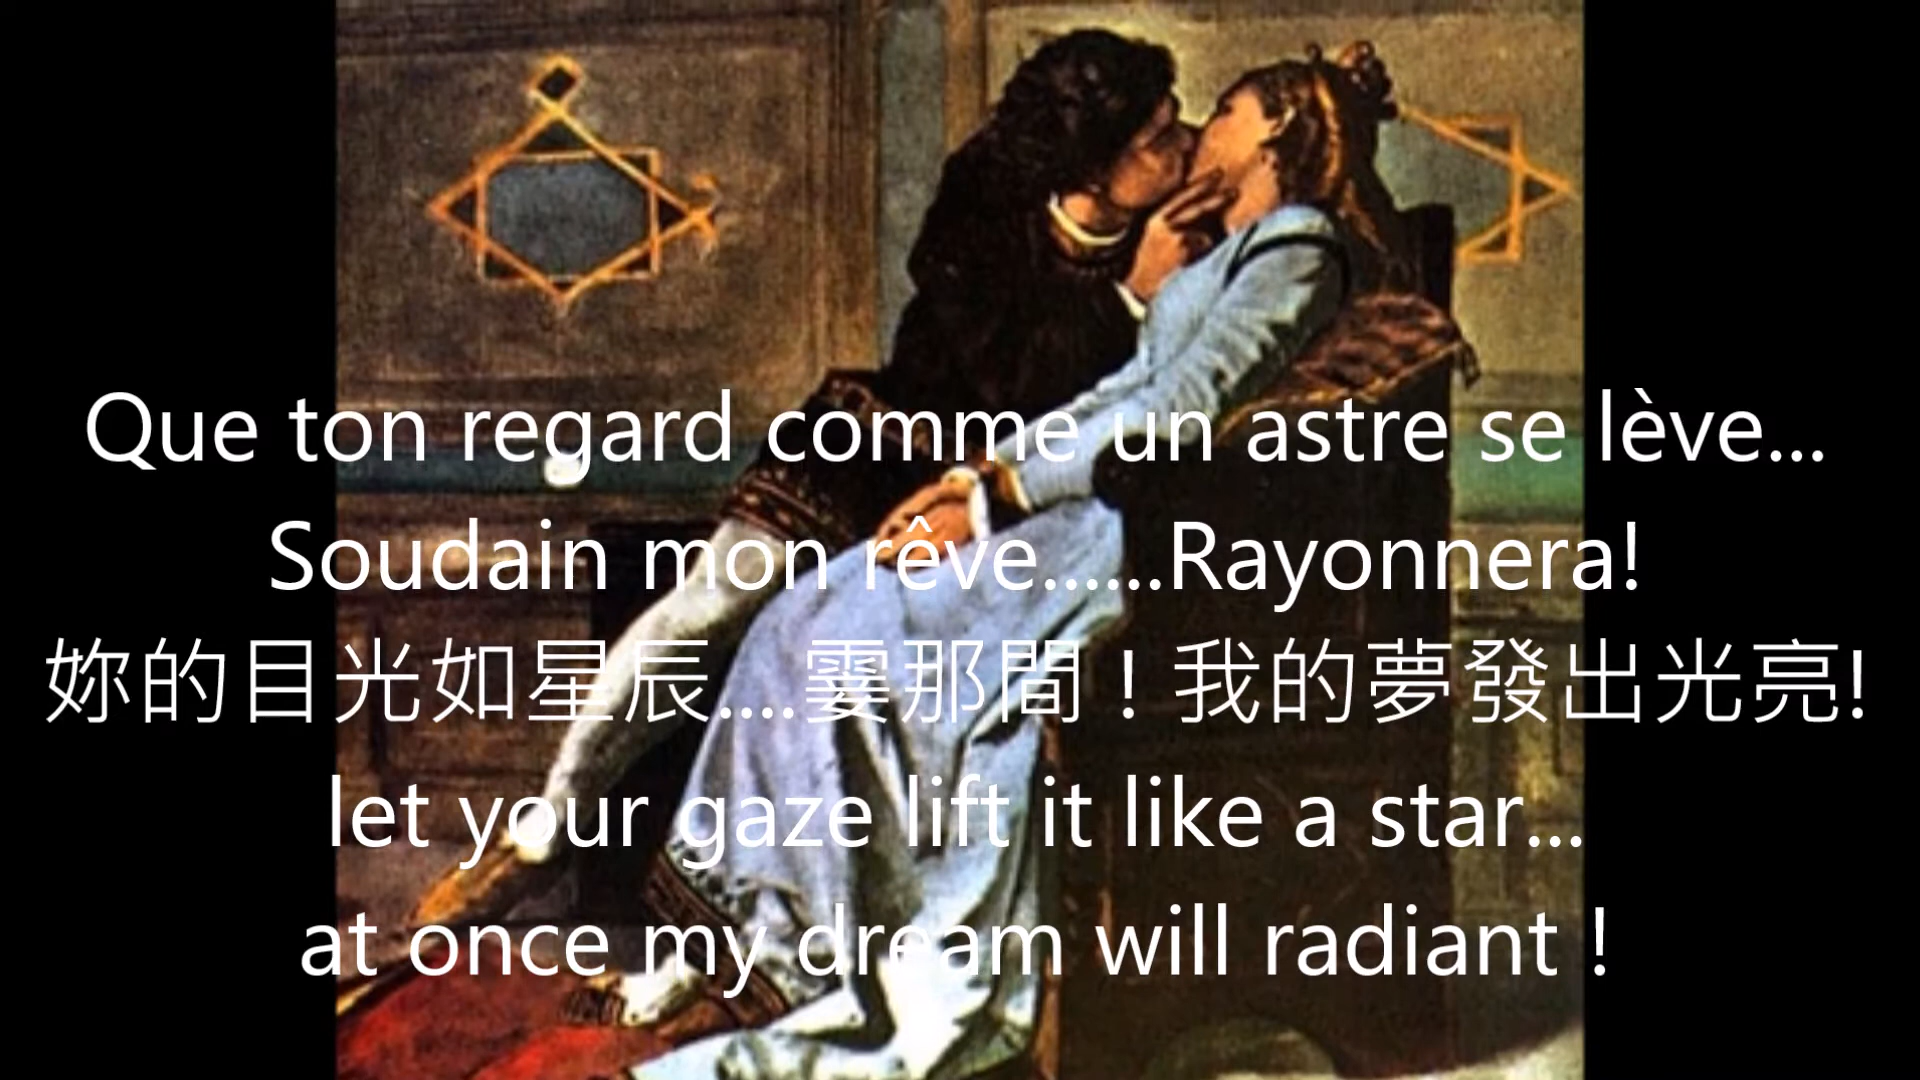 Que ton regard comme un astre se lève...
Soudain mon rêve......Rayonnera!
妳的目光如星辰....霎那間！我的夢發出光亮!
let your gaze lift it like a star...
at once my dream will radiant !